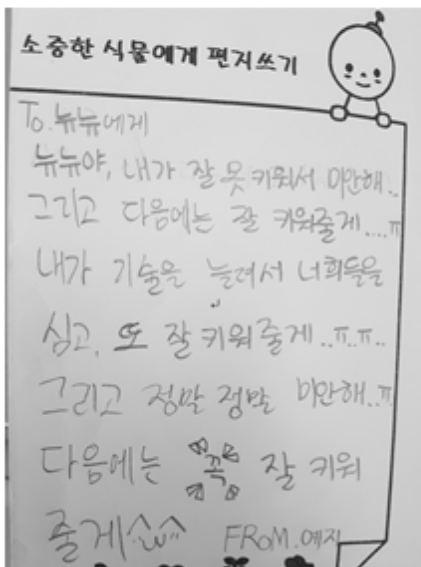 소중한 식물에게 편지쓰기
To. 뉴뉴에게
뉴뉴야, 내가 잘 못 키워서 미안해..
그리고 다음에는 잘 키워줄게....ㅠ
내가 기술을 늘려서 너희들을
심고, 또 잘 키워줄게..ㅠ.ㅠ..
그리고 정말 정말 미안해..ㅠ
다음에는 꼭 잘 키워
줄게 ^ω^ FROM.예지